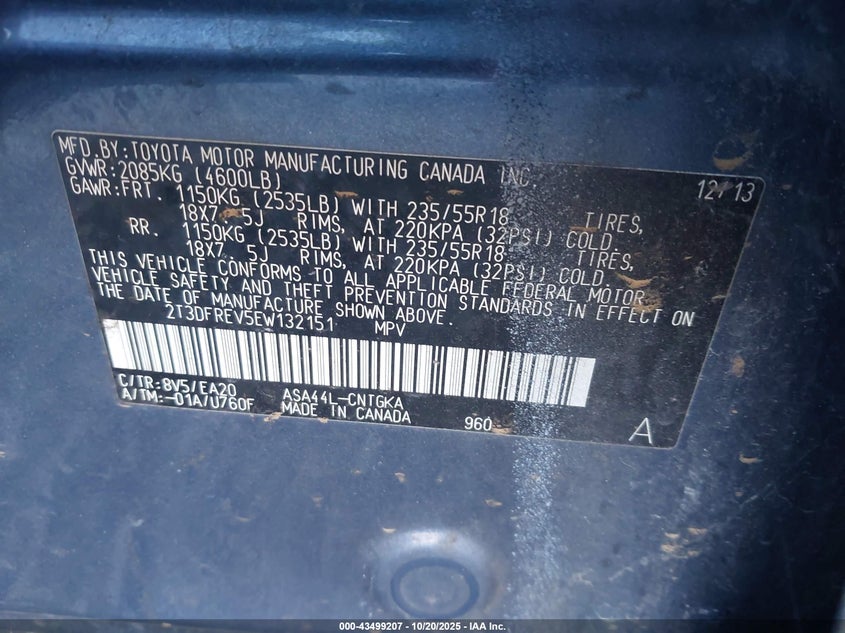 MFD.BY:TOYOTA MOTOR MANUFACTURING CANADA INC. 12/13
GVWR:2085KG (4600LB)
GAWR:FRT. 1150KG (2535LB) WITH 235/55R18 TIRES,
18X7.5J RIMS, AT 220KPA (32PSI) COLD.
RR. 1150KG (2535LB) WITH 235/55R18 TIRES,
18X7.5J RIMS, AT 220KPA (32PSI) COLD.
THIS VEHICLE CONFORMS TO ALL APPLICABLE FEDERAL MOTOR
VEHICLE SAFETY AND THEFT PREVENTION STANDARDS IN EFFECT ON
THE DATE OF MANUFACTURE SHOWN ABOVE.
2T3DFREV5EW132151 MPV
C/TR:8V5/EA20 ASA44L-CNTGKA
A/TM:-01A/U760F MADE IN CANADA 960 A
000-43499207 - 10/20/2025 - IAA Inc.